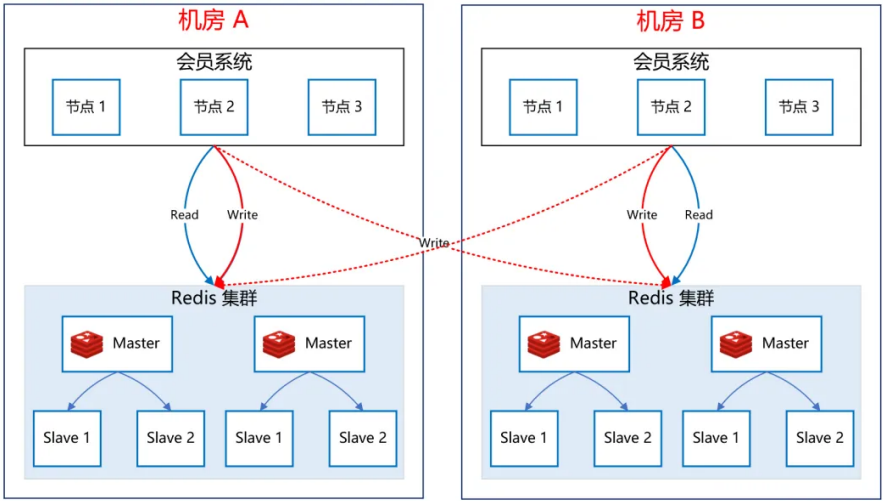 机房 A
会员系统
节点 1
节点 2
节点 3
Read
Write
Redis 集群
Master
Master
Slave 1
Slave 2
Slave 1
Slave 2
Write
机房 B
会员系统
节点 1
节点 2
节点 3
Write
Read
Redis 集群
Master
Master
Slave 1
Slave 2
Slave 1
Slave 2